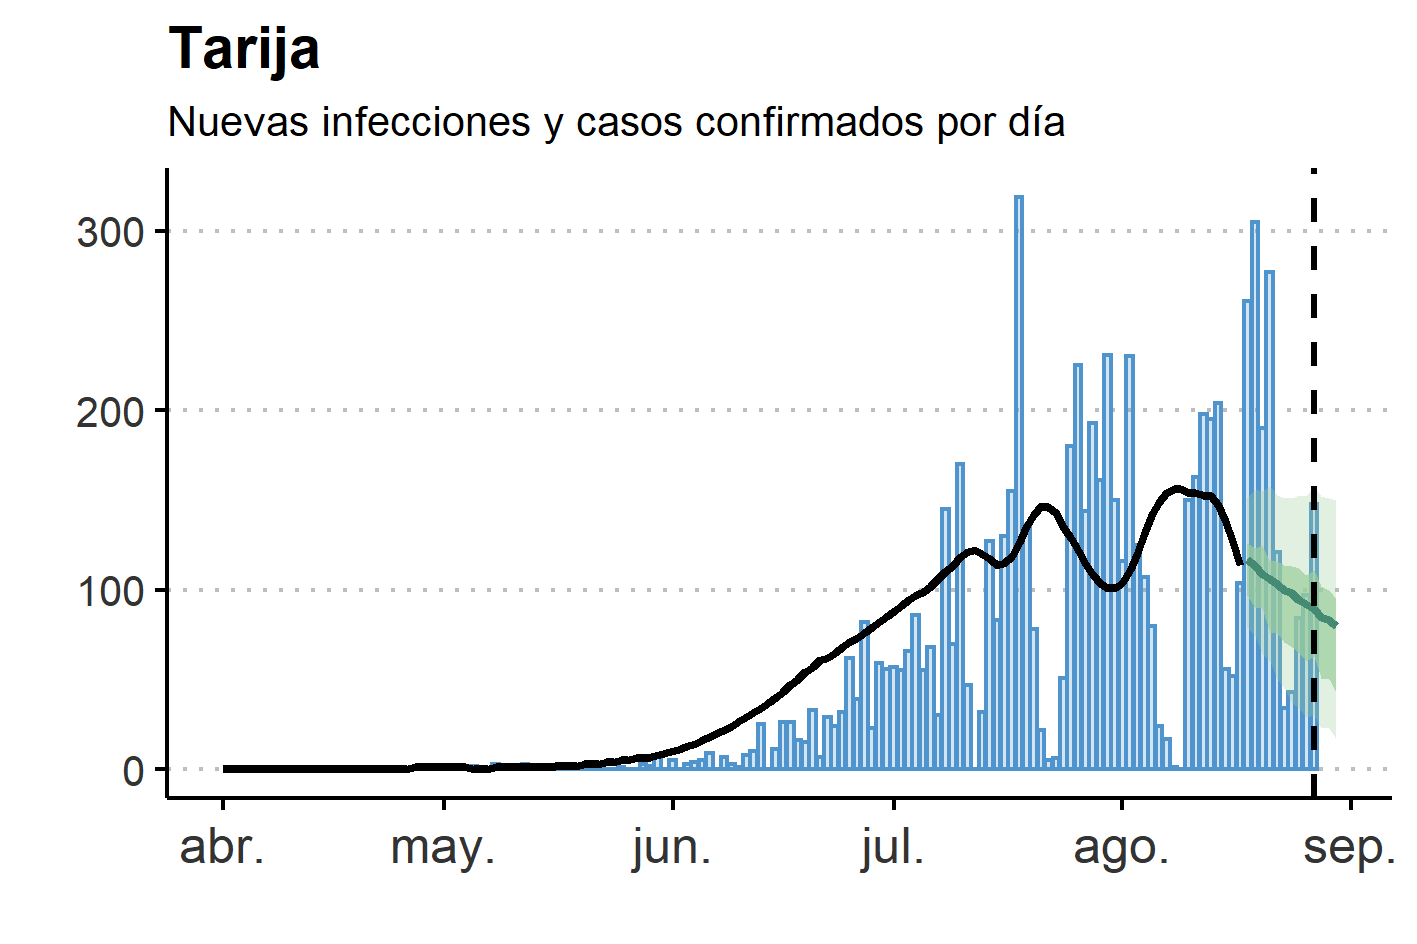 Tarija
Nuevas infecciones y casos confirmados por día
300
200
100
0
abr. may. jun. jul. ago. sep.